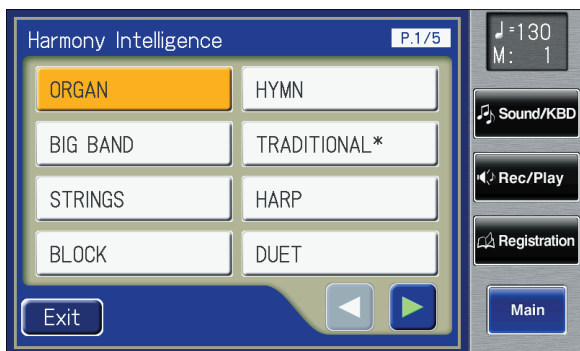 Harmony Intelligence P.1/5
ORGAN HYMN
BIG BAND TRADITIONAL*
STRINGS HARP
BLOCK DUET
Exit
♩=130
M: 1
Sound/KBD
Rec/Play
Registration
Main